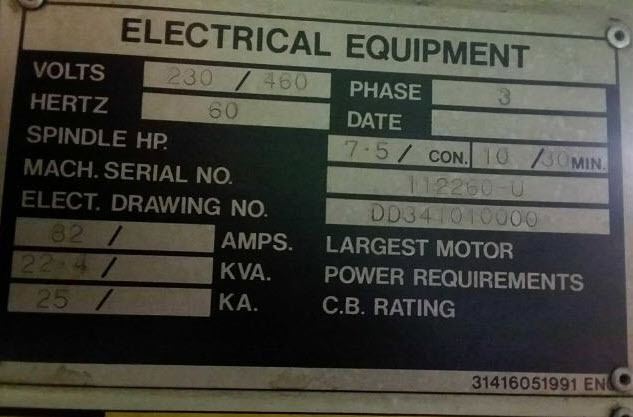 ELECTRICAL EQUIPMENT
VOLTS 230 / 460 PHASE 3
HERTZ 60 DATE
SPINDLE HP. 7.5 / CON. 10 /30 MIN.
MACH. SERIAL NO. 112260-U
ELECT. DRAWING NO. DD341010000
82 / AMPS. LARGEST MOTOR
22.4 / KVA. POWER REQUIREMENTS
25 / KA. C.B. RATING
31416051991